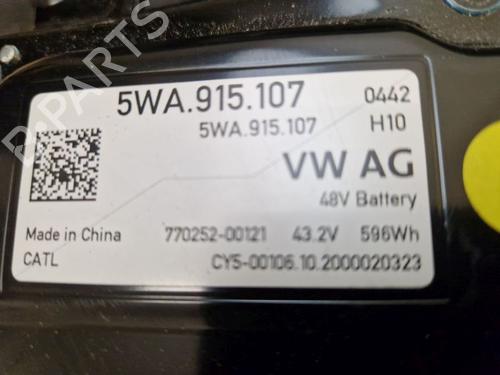 5WA.915.107 0442
5WA.915.107 H10
VW AG
48V Battery
Made in China 770252-00121 43.2V 596Wh
CATL CY5-00106.10.2000020323
B-PARTS